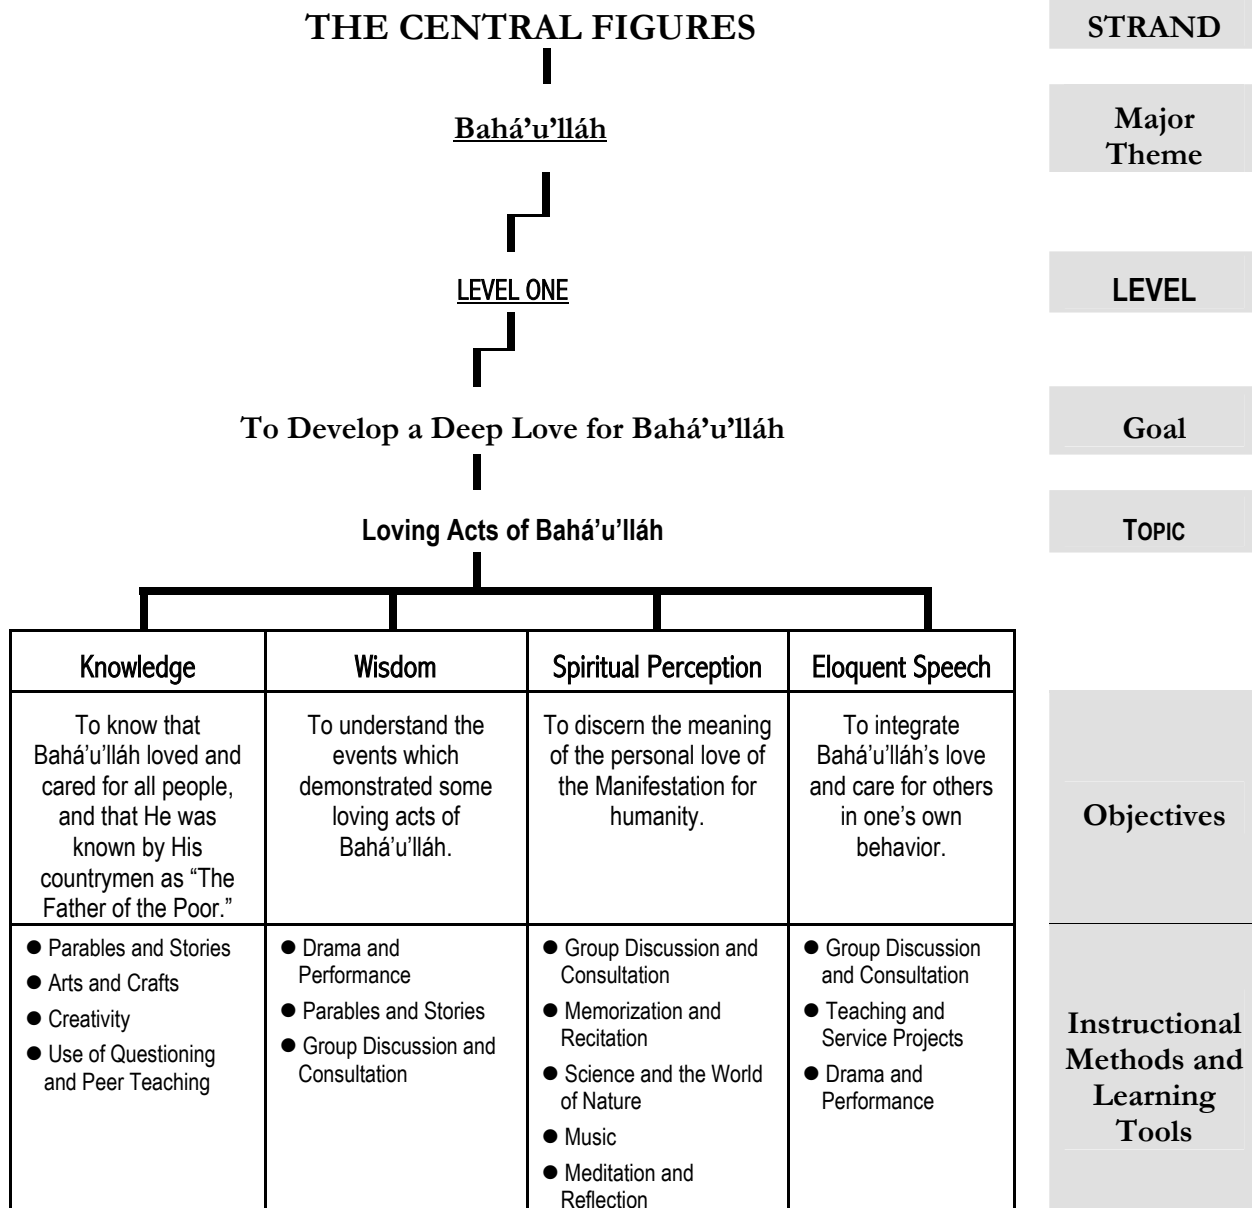 THE CENTRAL FIGURES
STRAND
Bahá’u’lláh
Major
Theme
LEVEL ONE
LEVEL
To Develop a Deep Love for Bahá’u’lláh
Goal
Loving Acts of Bahá’u’lláh
TOPIC
Knowledge
Wisdom
Spiritual Perception
Eloquent Speech
To know that
Bahá’u’lláh loved and
cared for all people,
and that He was
known by His
countrymen as “The
Father of the Poor.”
To understand the
events which
demonstrated some
loving acts of
Bahá’u’lláh.
To discern the meaning
of the personal love of
the Manifestation for
humanity.
To integrate
Bahá’u’lláh’s love
and care for others
in one’s own
behavior.
Objectives
● Parables and Stories
● Arts and Crafts
● Creativity
● Use of Questioning
and Peer Teaching
● Drama and
Performance
● Parables and Stories
● Group Discussion and
Consultation
● Group Discussion and
Consultation
● Memorization and
Recitation
● Science and the World
of Nature
● Music
● Meditation and
Reflection
● Group Discussion
and Consultation
● Teaching and
Service Projects
● Drama and
Performance
Instructional
Methods and
Learning
Tools